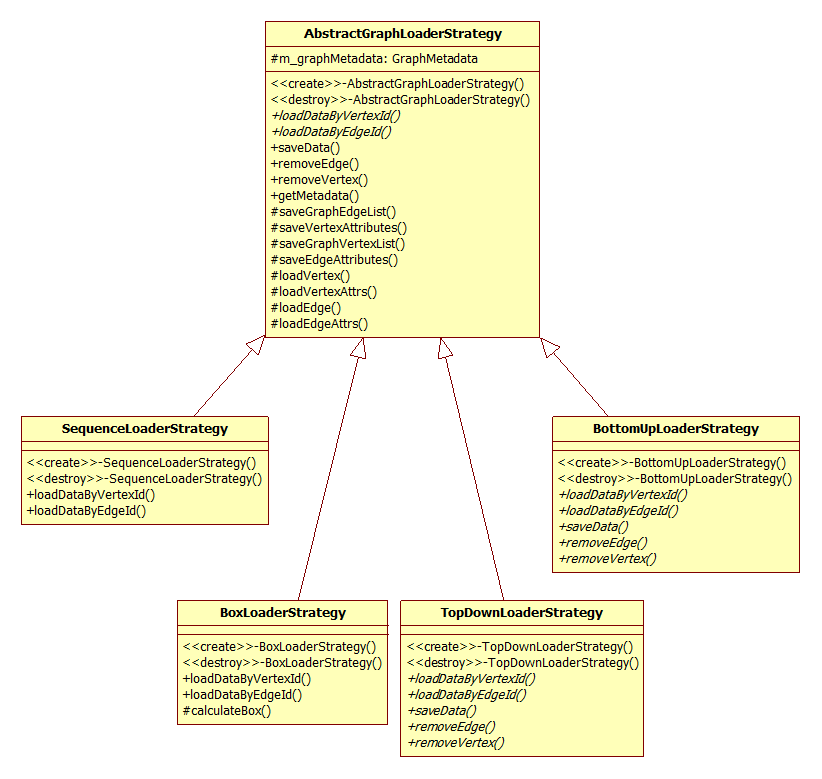 AbstractGraphLoaderStrategy
#m_graphMetadata: GraphMetadata
<<create>>-AbstractGraphLoaderStrategy()
<<destroy>>-AbstractGraphLoaderStrategy()
+loadDataByVertexId()
+loadDataByEdgeId()
+saveData()
+removeEdge()
+removeVertex()
+getMetadata()
#saveGraphEdgeList()
#saveVertexAttributes()
#saveGraphVertexList()
#saveEdgeAttributes()
#loadVertex()
#loadVertexAttrs()
#loadEdge()
#loadEdgeAttrs()
SequenceLoaderStrategy
<<create>>-SequenceLoaderStrategy()
<<destroy>>-SequenceLoaderStrategy()
+loadDataByVertexId()
+loadDataByEdgeId()
BottomUpLoaderStrategy
<<create>>-BottomUpLoaderStrategy()
<<destroy>>-BottomUpLoaderStrategy()
+loadDataByVertexId()
+loadDataByEdgeId()
+saveData()
+removeEdge()
+removeVertex()
BoxLoaderStrategy
<<create>>-BoxLoaderStrategy()
<<destroy>>-BoxLoaderStrategy()
+loadDataByVertexId()
+loadDataByEdgeId()
#calculateBox()
TopDownLoaderStrategy
<<create>>-TopDownLoaderStrategy()
<<destroy>>-TopDownLoaderStrategy()
+loadDataByVertexId()
+loadDataByEdgeId()
+saveData()
+removeEdge()
+removeVertex()